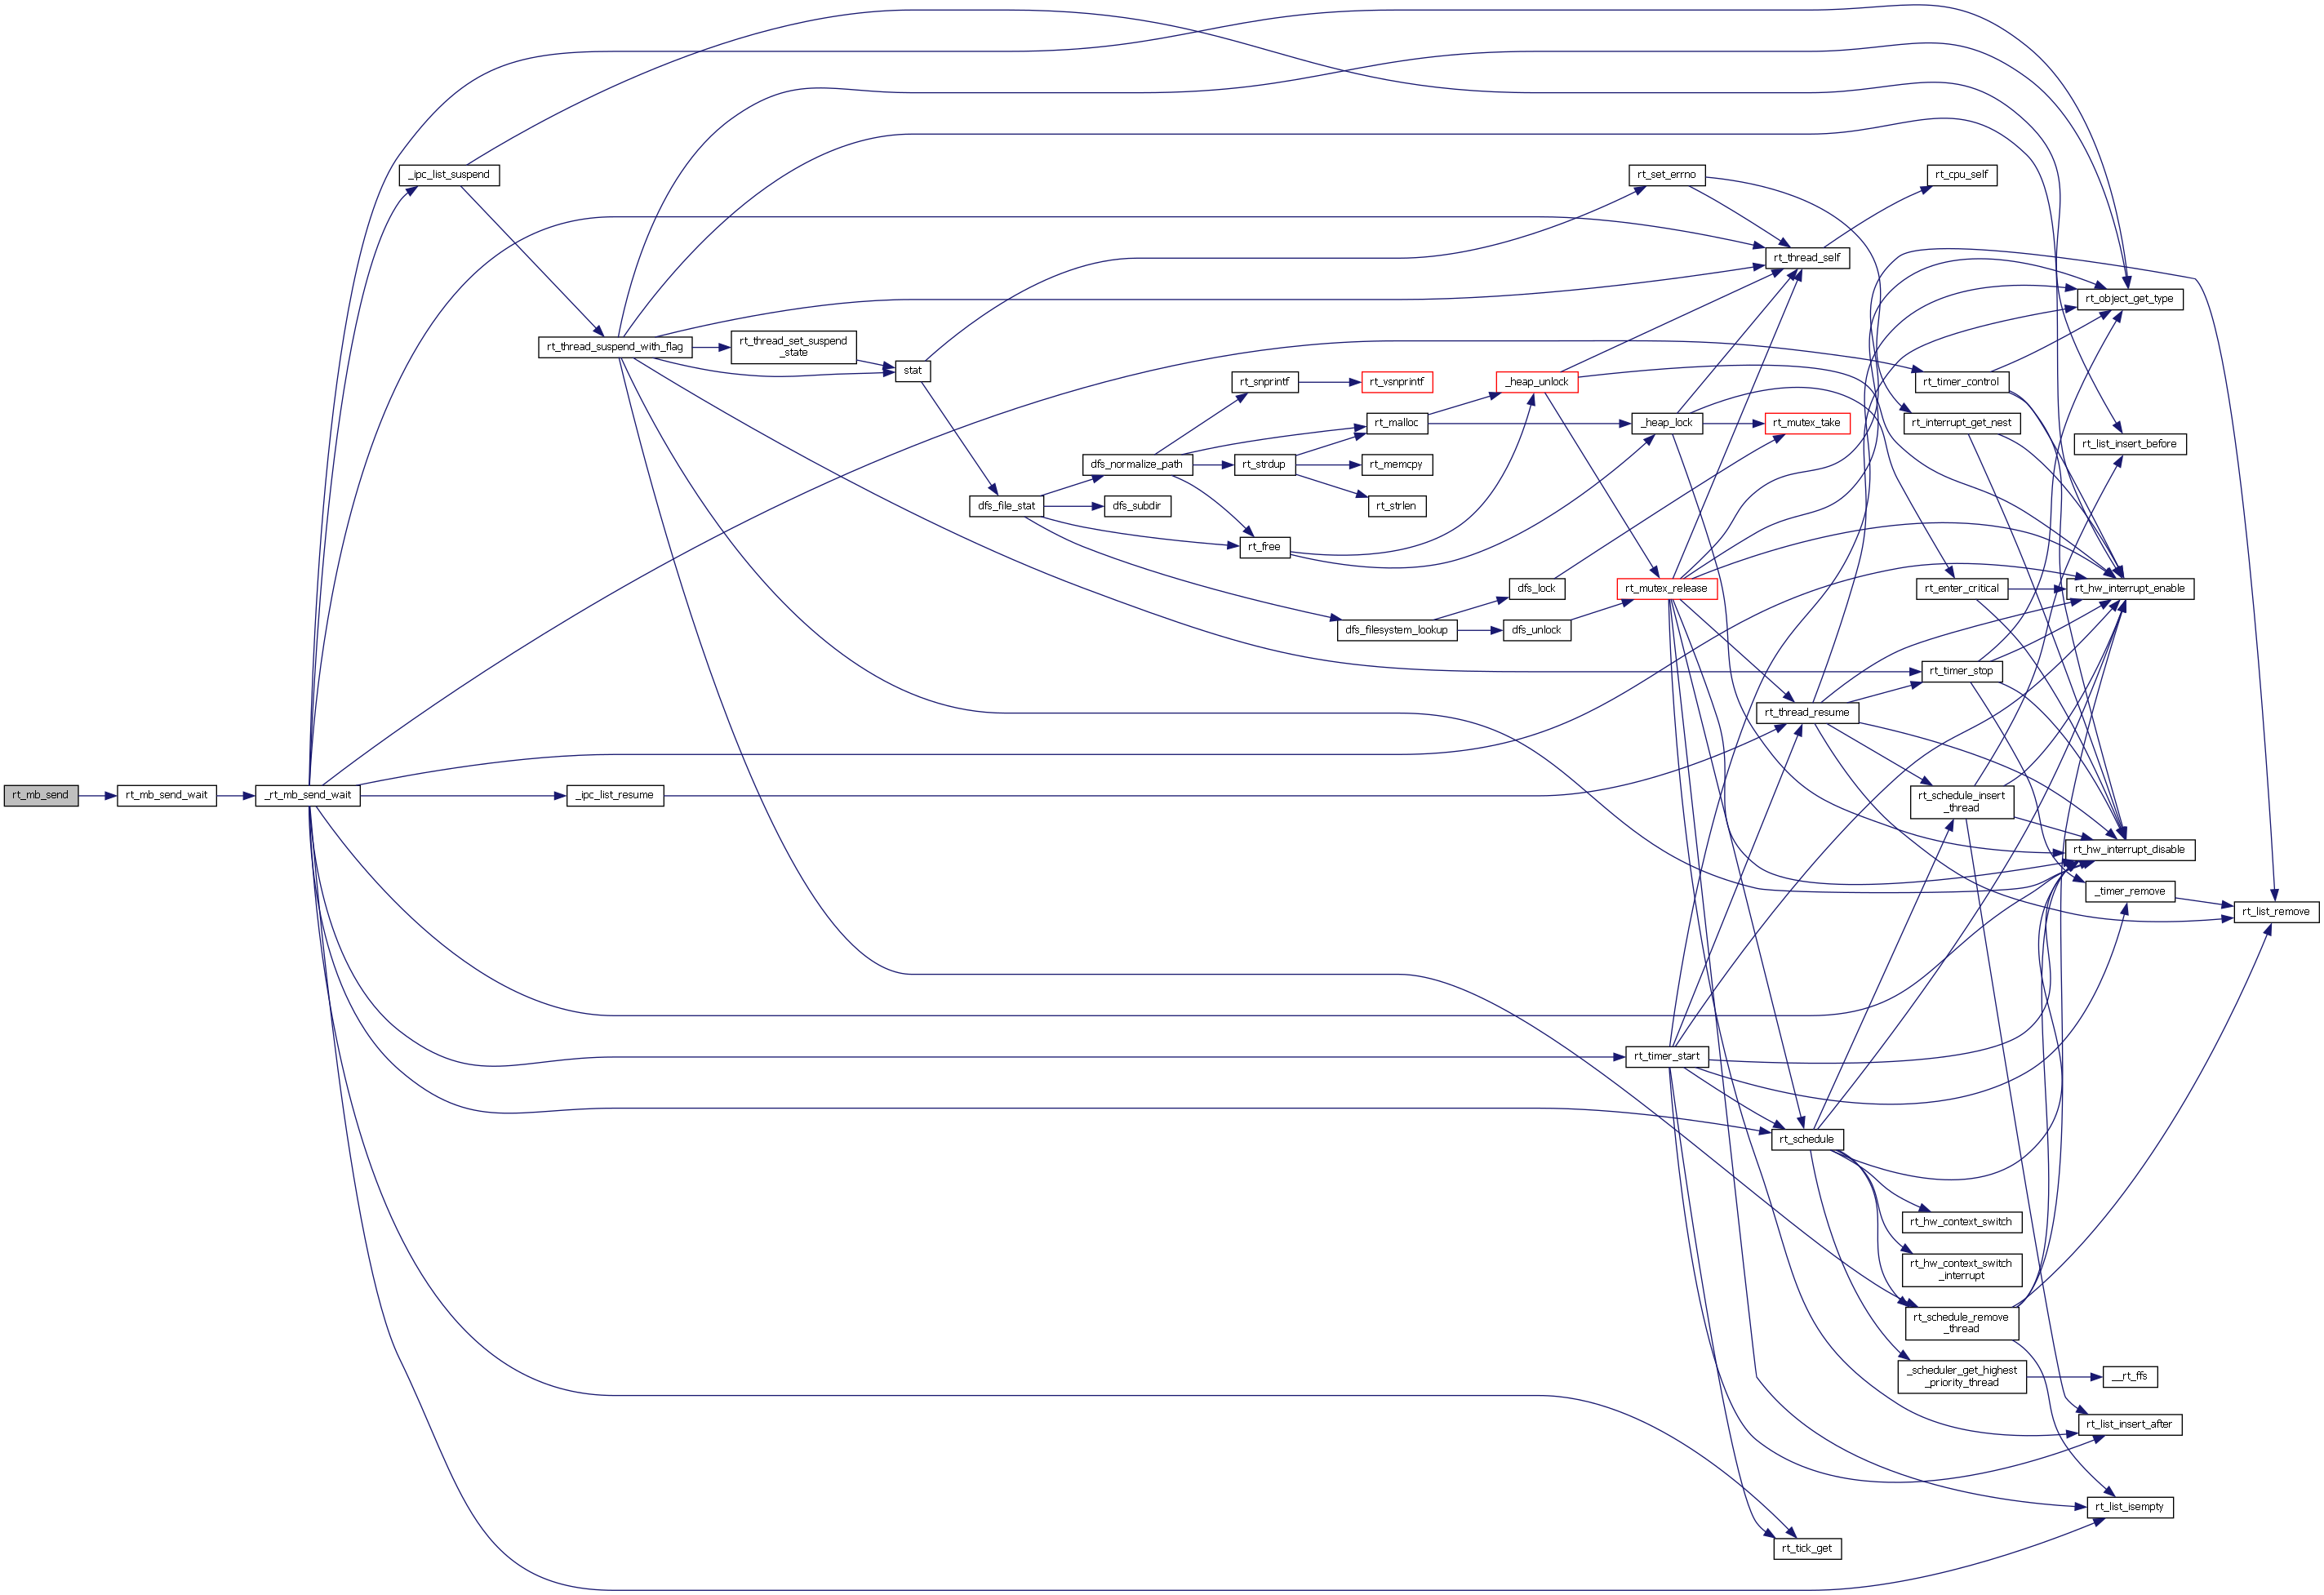 _ipc_list_suspend
rt_set_errno
rt_cpu_self
rt_thread_self
rt_object_get_type
rt_thread_suspend_with_flag
rt_thread_set_suspend
_state
stat
rt_snprintf
rt_vsnprintf
_heap_unlock
rt_timer_control
rt_malloc
_heap_lock
rt_mutex_take
rt_interrupt_get_nest
rt_list_insert_before
dfs_normalize_path
rt_strdup
rt_memcpy
dfs_file_stat
dfs_subdir
rt_strlen
rt_free
dfs_lock
rt_mutex_release
rt_enter_critical
rt_hw_interrupt_enable
dfs_filesystem_lookup
dfs_unlock
rt_timer_stop
rt_thread_resume
rt_mb_send
rt_mb_send_wait
_rt_mb_send_wait
_ipc_list_resume
rt_schedule_insert
_thread
rt_hw_interrupt_disable
_timer_remove
rt_list_remove
rt_timer_start
rt_schedule
rt_hw_context_switch
rt_hw_context_switch
_interrupt
rt_schedule_remove
_thread
_scheduler_get_highest
_priority_thread
__rt_ffs
rt_list_insert_after
rt_list_isempty
rt_tick_get